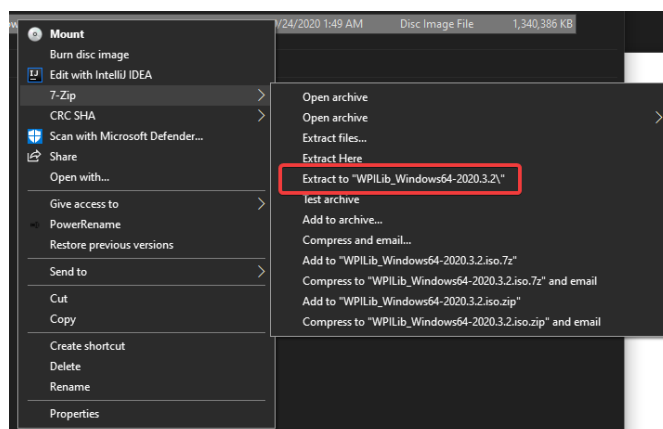 /24/2020 1:49 AM Disc Image File 1,340,386 KB
Mount
Burn disc image
Edit with IntelliJ IDEA
7-Zip
CRC SHA
Scan with Microsoft Defender...
Share
Open with...
Give access to
PowerRename
Restore previous versions
Send to
Cut
Copy
Create shortcut
Delete
Rename
Properties
Open archive
Open archive
Extract files...
Extract Here
Extract to "WPILib_Windows64-2020.3.2\"
Test archive
Add to archive...
Compress and email...
Add to "WPILib_Windows64-2020.3.2.iso.7z"
Compress to "WPILib_Windows64-2020.3.2.iso.7z" and email
Add to "WPILib_Windows64-2020.3.2.iso.zip"
Compress to "WPILib_Windows64-2020.3.2.iso.zip" and email